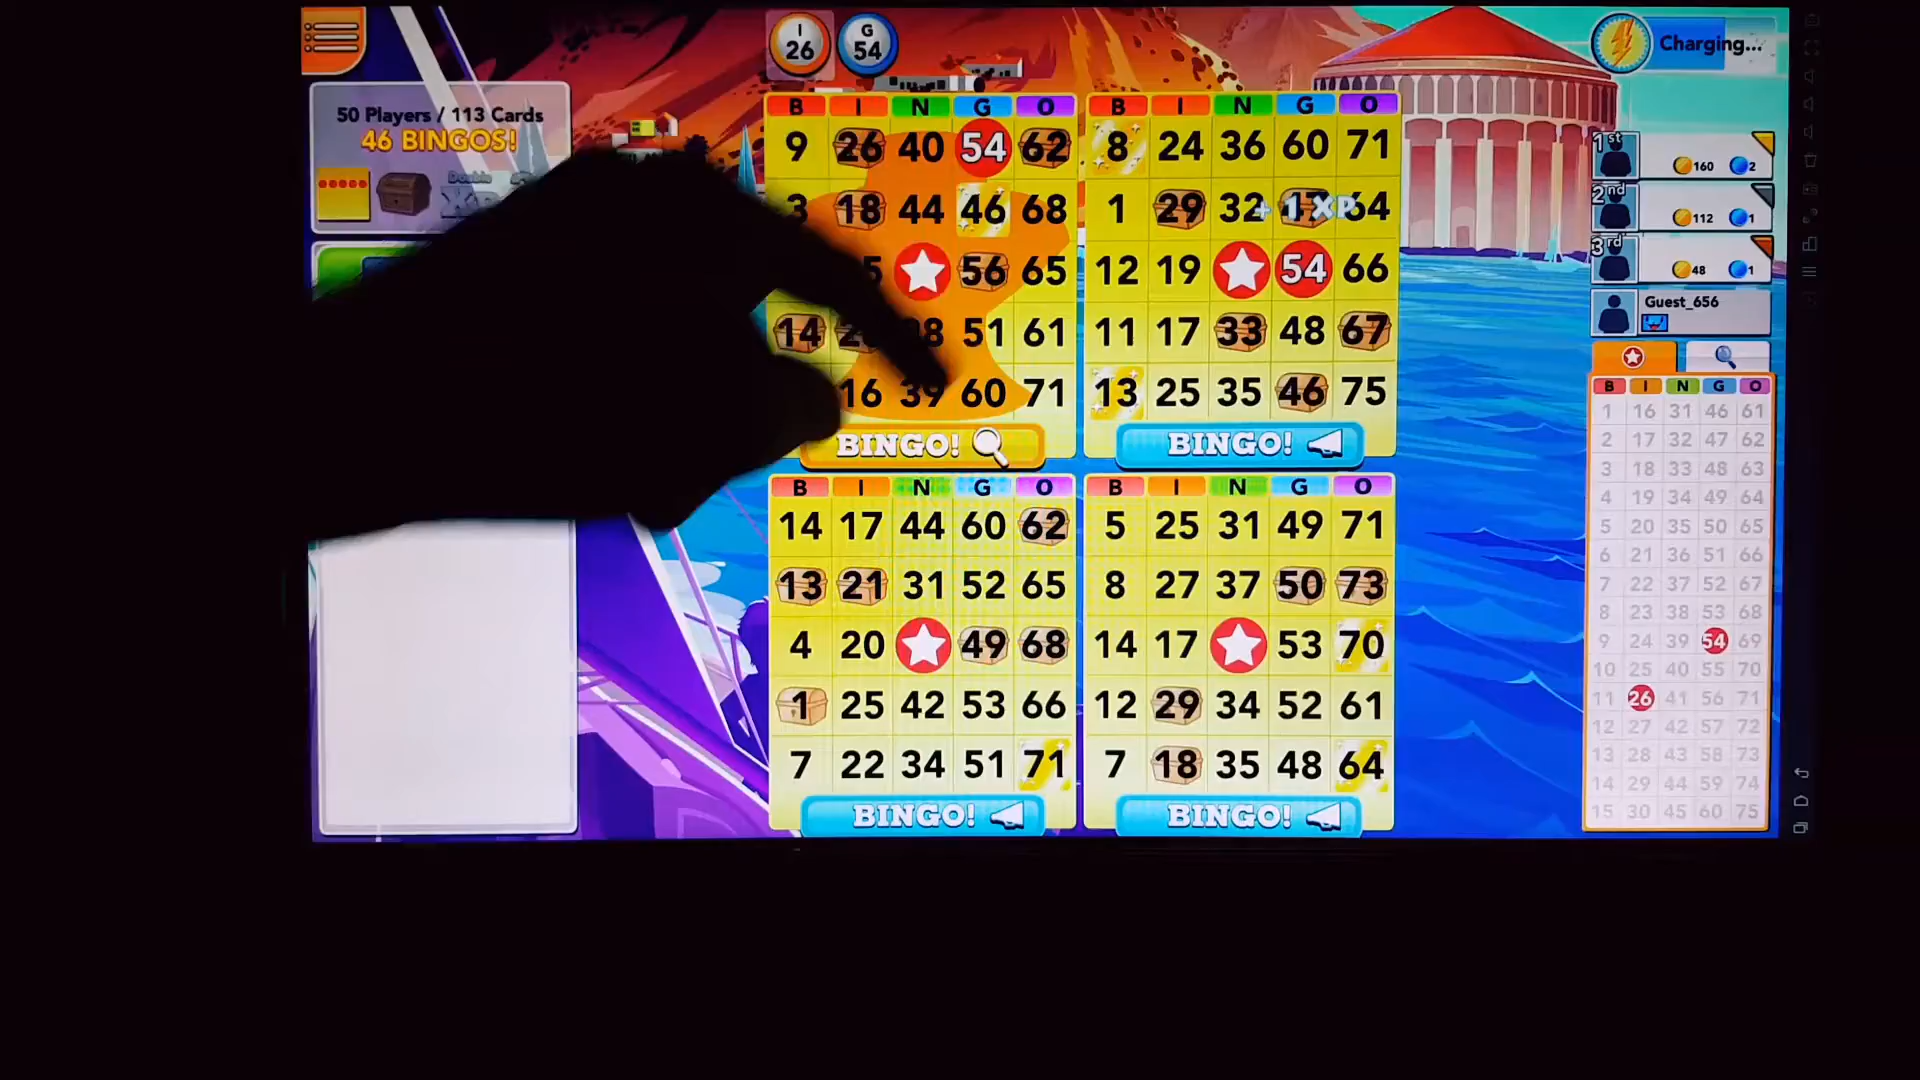 I
26
G
54
Charging...
50 Players / 113 Cards
46 BINGOS!
Double
B I N G O
9 26 40 54 62
3 18 44 46 68
5 56 65
14 51 61
16 39 60 71
BINGO!
B I N G O
8 24 36 60 71
1 29 32 47 64
+ 1 XP
12 19 54 66
11 17 33 48 67
13 25 35 46 75
BINGO!
B I N G O
14 17 44 60 62
13 21 31 52 65
4 20 49 68
1 25 42 53 66
7 22 34 51 71
BINGO!
B I N G O
5 25 31 49 71
8 27 37 50 73
14 17 53 70
12 29 34 52 61
7 18 35 48 64
BINGO!
1st
160 2
2nd
112 1
3rd
48 1
Guest_656
B I N G O
1 16 31 46 61
2 17 32 47 62
3 18 33 48 63
4 19 34 49 64
5 20 35 50 65
6 21 36 51 66
7 22 37 52 67
8 23 38 53 68
9 24 39 54 69
10 25 40 55 70
11 26 41 56 71
12 27 42 57 72
13 28 43 58 73
14 29 44 59 74
15 30 45 60 75